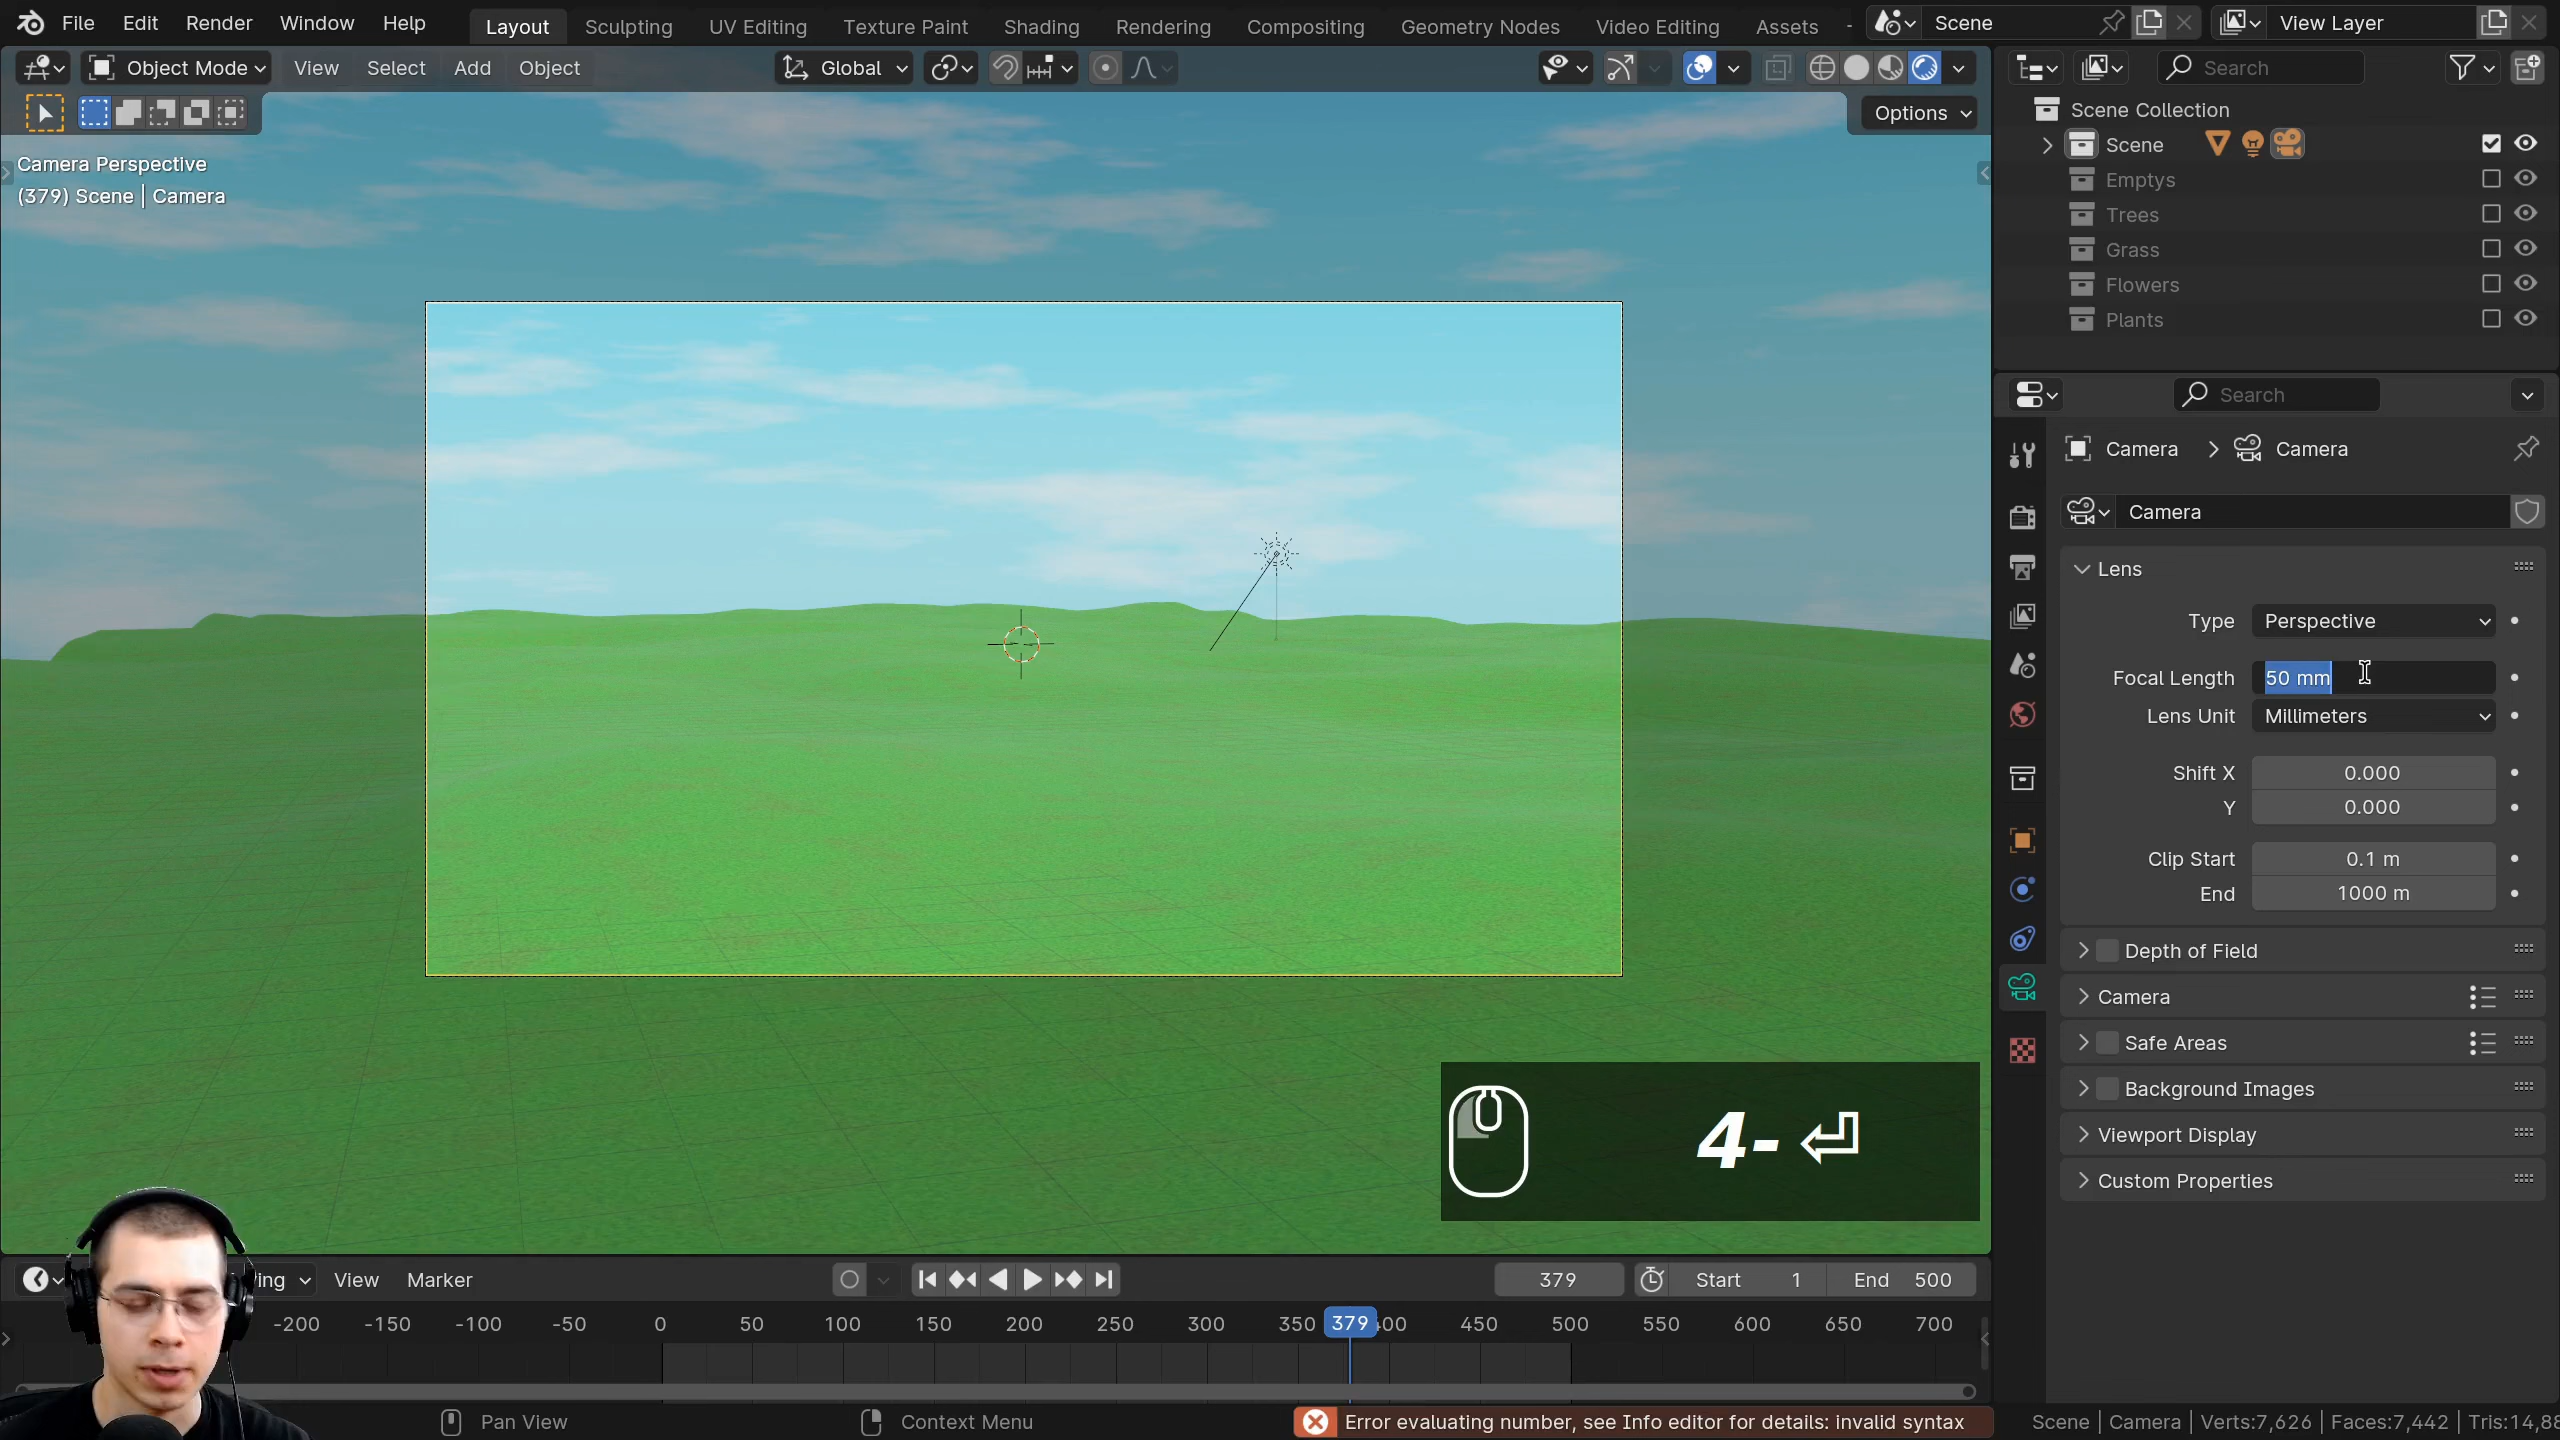 File Edit Render Window Help Layout Sculpting UV Editing Texture Paint Shading Rendering Compositing Geometry Nodes Video Editing Assets Scene View Layer
Object Mode View Select Add Object Global Search
Options
Camera Perspective
(379) Scene | Camera
Scene Collection
Scene
Emptys
Trees
Grass
Flowers
Plants
Search
Camera > Camera
Camera
Lens
Type Perspective
Focal Length 50 mm
Lens Unit Millimeters
Shift X 0.000
Y 0.000
Clip Start 0.1 m
End 1000 m
Depth of Field
Camera
Safe Areas
Background Images
Viewport Display
Custom Properties
4- ⏎
View Marker 379 Start 1 End 500
-200 -150 -100 -50 0 50 100 150 200 250 300 350 379 450 500 550 600 650 700
Pan View Context Menu Error evaluating number, see Info editor for details: invalid syntax Scene | Camera | Verts:7,626 | Faces:7,442 |